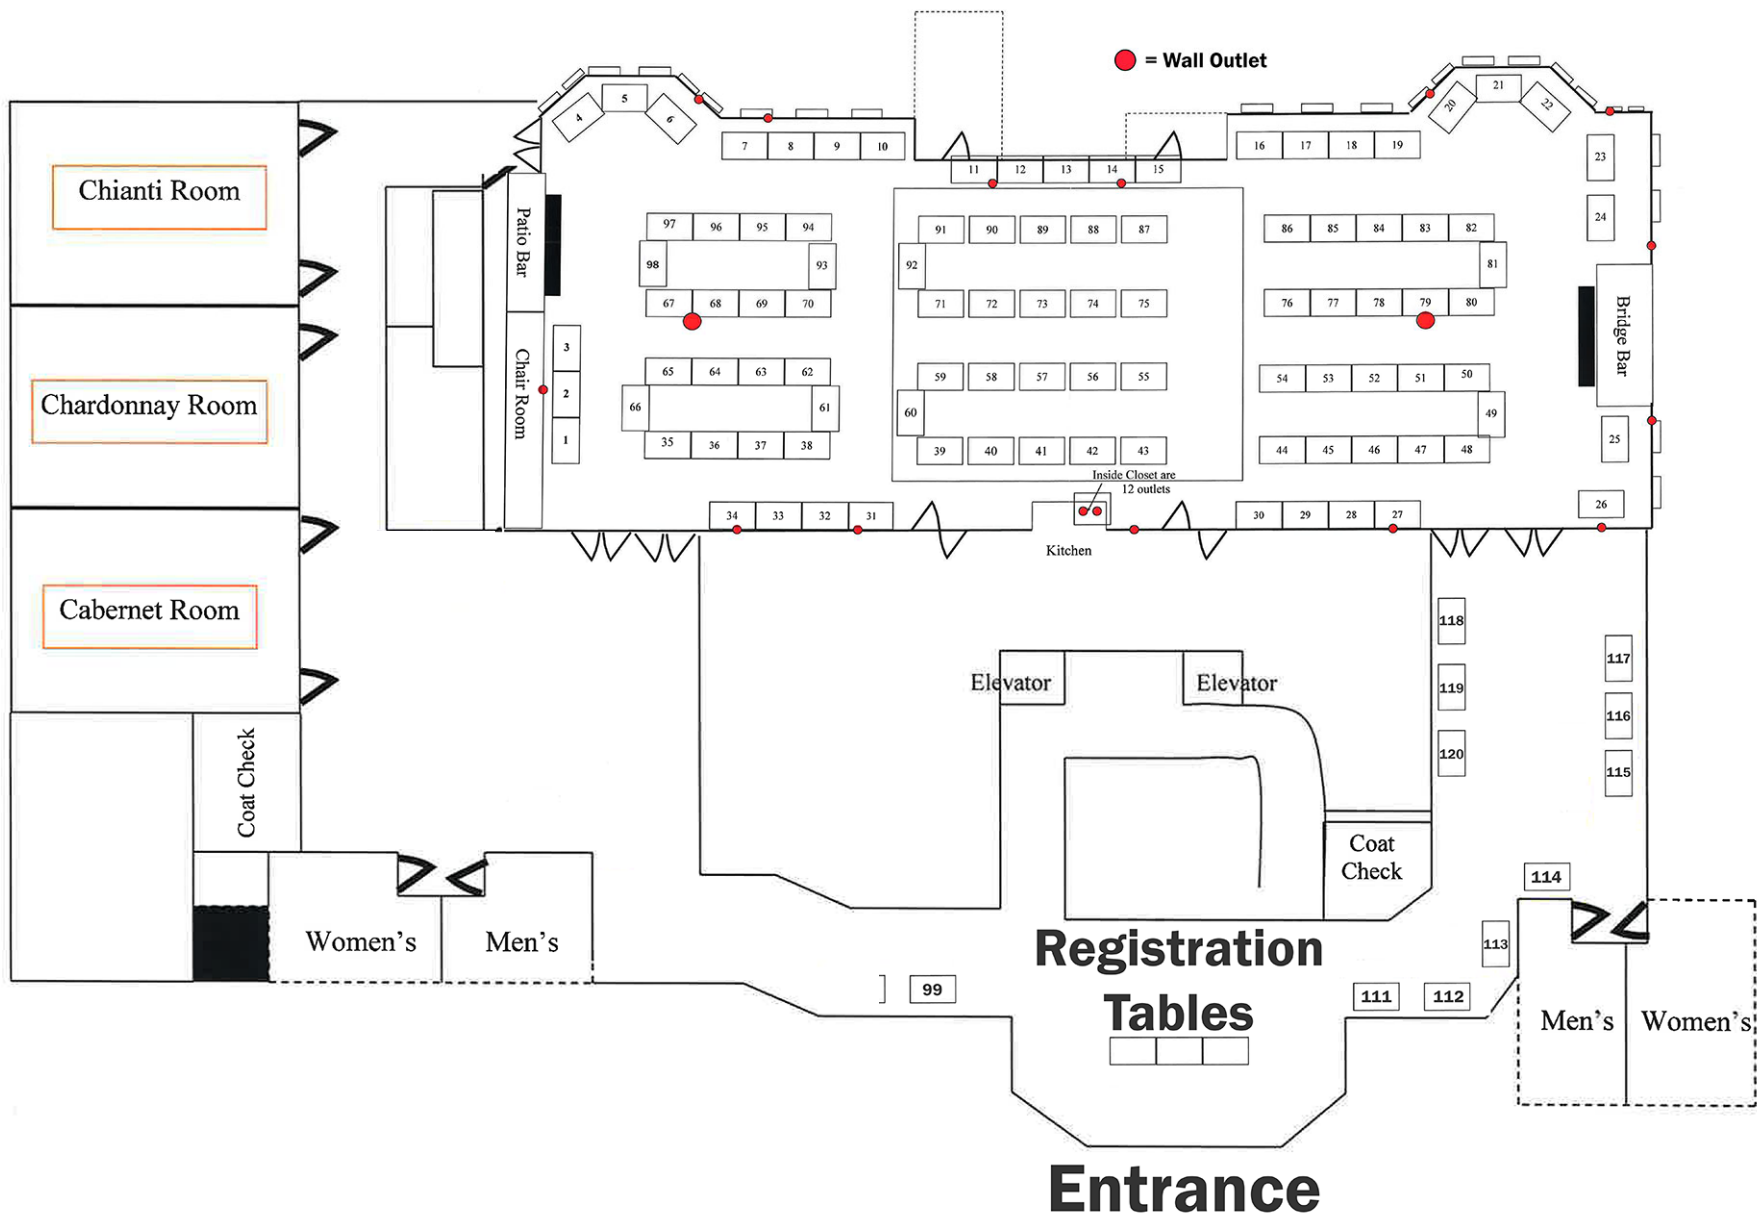 = Wall Outlet
4
5
6
7 8 9 10
11 12 13 14 15
16 17 18 19
20
21
22
23
24
Chianti Room
Patio Bar
97 96 95 94
98 93
67 68 69 70
91 90 89 88 87
92
71 72 73 74 75
86 85 84 83 82
81
76 77 78 79 80
Bridge Bar
Chardonnay Room
Chair Room
3
2
1
65 64 63 62
66 61
35 36 37 38
59 58 57 56 55
60
39 40 41 42 43
54 53 52 51 50
49
44 45 46 47 48
25
26
Inside Closet are
12 outlets
34 33 32 31
30 29 28 27
Kitchen
Cabernet Room
118
119
120
117
116
115
Elevator
Elevator
Coat Check
Coat
Check
114
113
Women's
Men's
Registration
Tables
99
111 112
Men's
Women's
Entrance